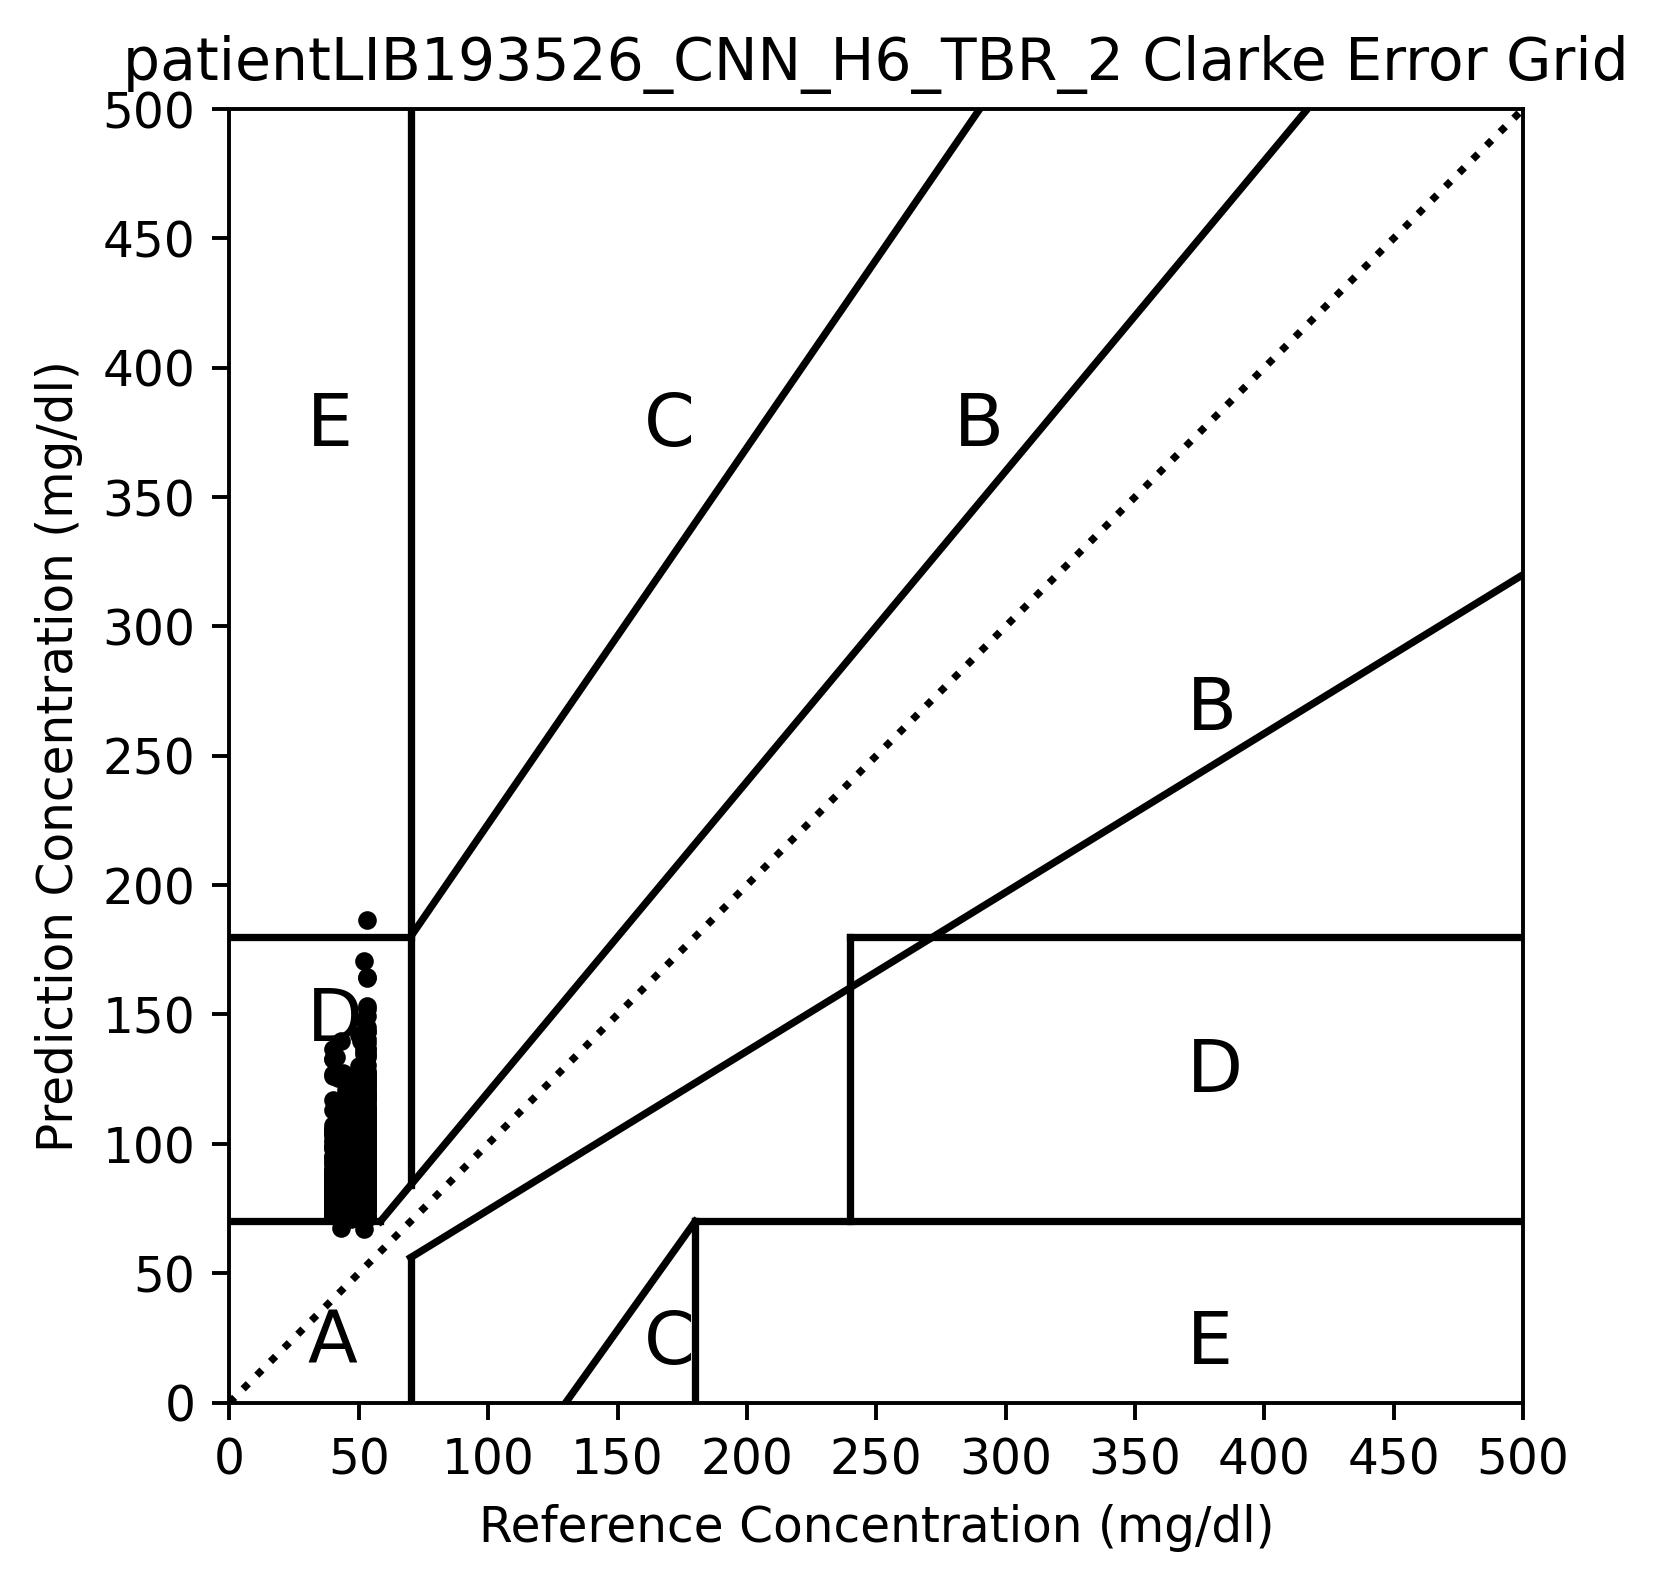 patientLIB193526_CNN_H6_TBR_2 Clarke Error Grid
500
450
400
350
300
250
200
150
100
50
0
Prediction Concentration (mg/dl)
E
C
B
B
D
D
A
C
E
0 50 100 150 200 250 300 350 400 450 500
Reference Concentration (mg/dl)